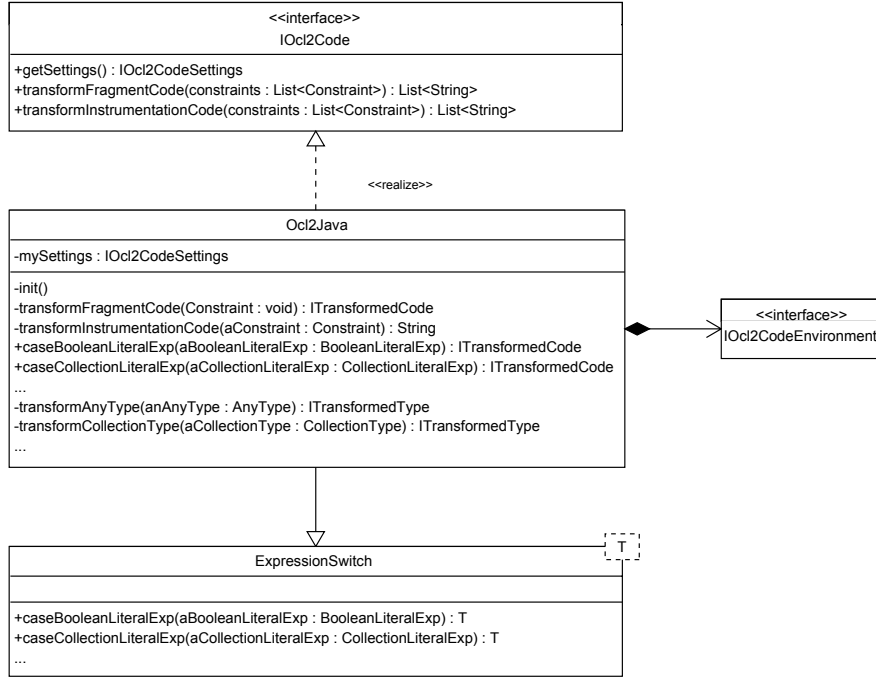 <<interface>>
IOcl2Code
+getSettings() : IOcl2CodeSettings
+transformFragmentCode(constraints : List<Constraint>) : List<String>
+transformInstrumentationCode(constraints : List<Constraint>) : List<String>
<<realize>>
Ocl2Java
-mySettings : IOcl2CodeSettings
-init()
-transformFragmentCode(Constraint : void) : ITransformedCode
-transformInstrumentationCode(aConstraint : Constraint) : String
+caseBooleanLiteralExp(aBooleanLiteralExp : BooleanLiteralExp) : ITransformedCode
+caseCollectionLiteralExp(aCollectionLiteralExp : CollectionLiteralExp) : ITransformedCode
...
-transformAnyType(anAnyType : AnyType) : ITransformedType
-transformCollectionType(aCollectionType : CollectionType) : ITransformedType
...
<<interface>>
IOcl2CodeEnvironment
T
ExpressionSwitch
+caseBooleanLiteralExp(aBooleanLiteralExp : BooleanLiteralExp) : T
+caseCollectionLiteralExp(aCollectionLiteralExp : CollectionLiteralExp) : T
...